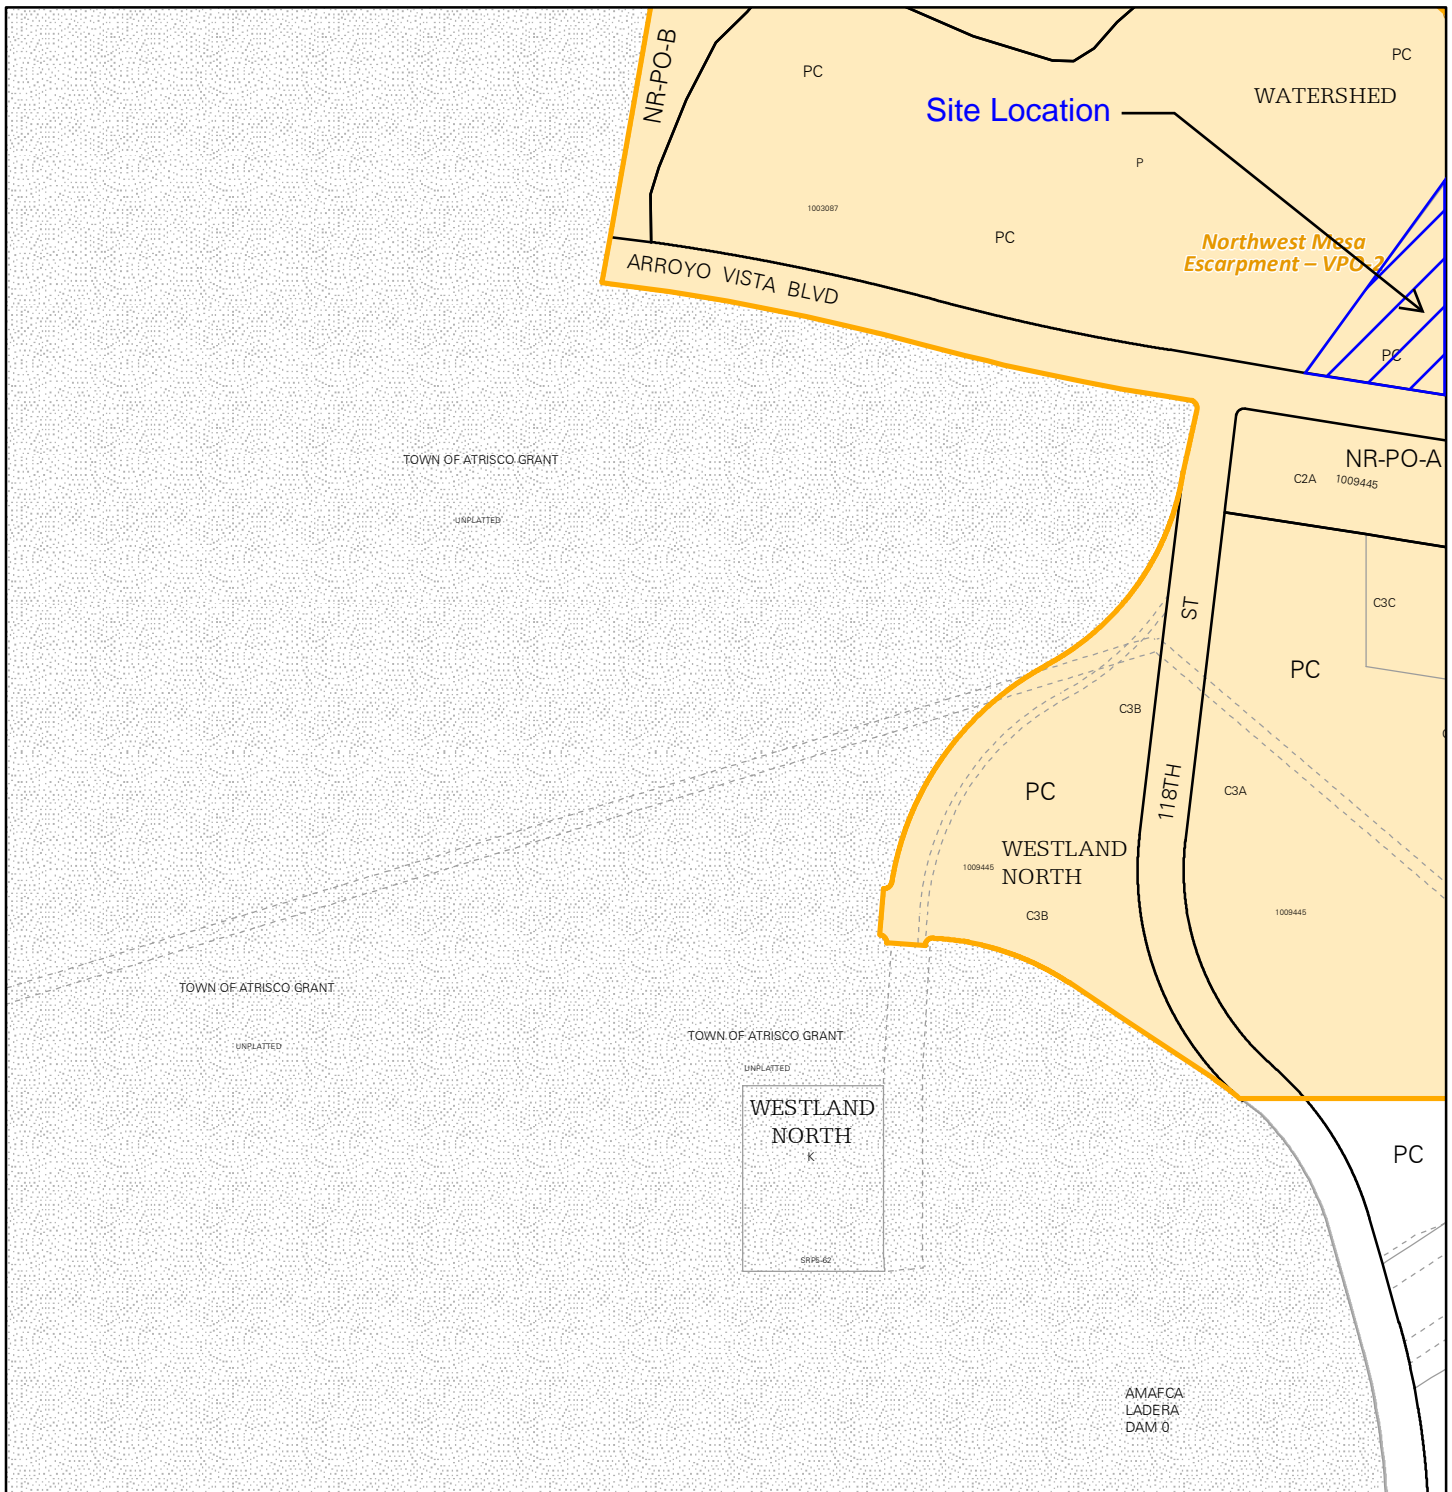 NR-PO-B
PC
PC
WATERSHED
Site Location
P
1003087
PC
Northwest Mesa
Escarpment – VPO-2
ARROYO VISTA BLVD
PC
TOWN OF ATRISCO GRANT
UNPLATTED
NR-PO-A
C2A
1009445
C3C
ST
PC
C3B
118TH
PC
C3A
WESTLAND
NORTH
1009445
C3B
1009445
TOWN OF ATRISCO GRANT
UNPLATTED
TOWN OF ATRISCO GRANT
UNPLATTED
WESTLAND
NORTH
K
SRP5-62
PC
AMAFCA
LADERA
DAM 0